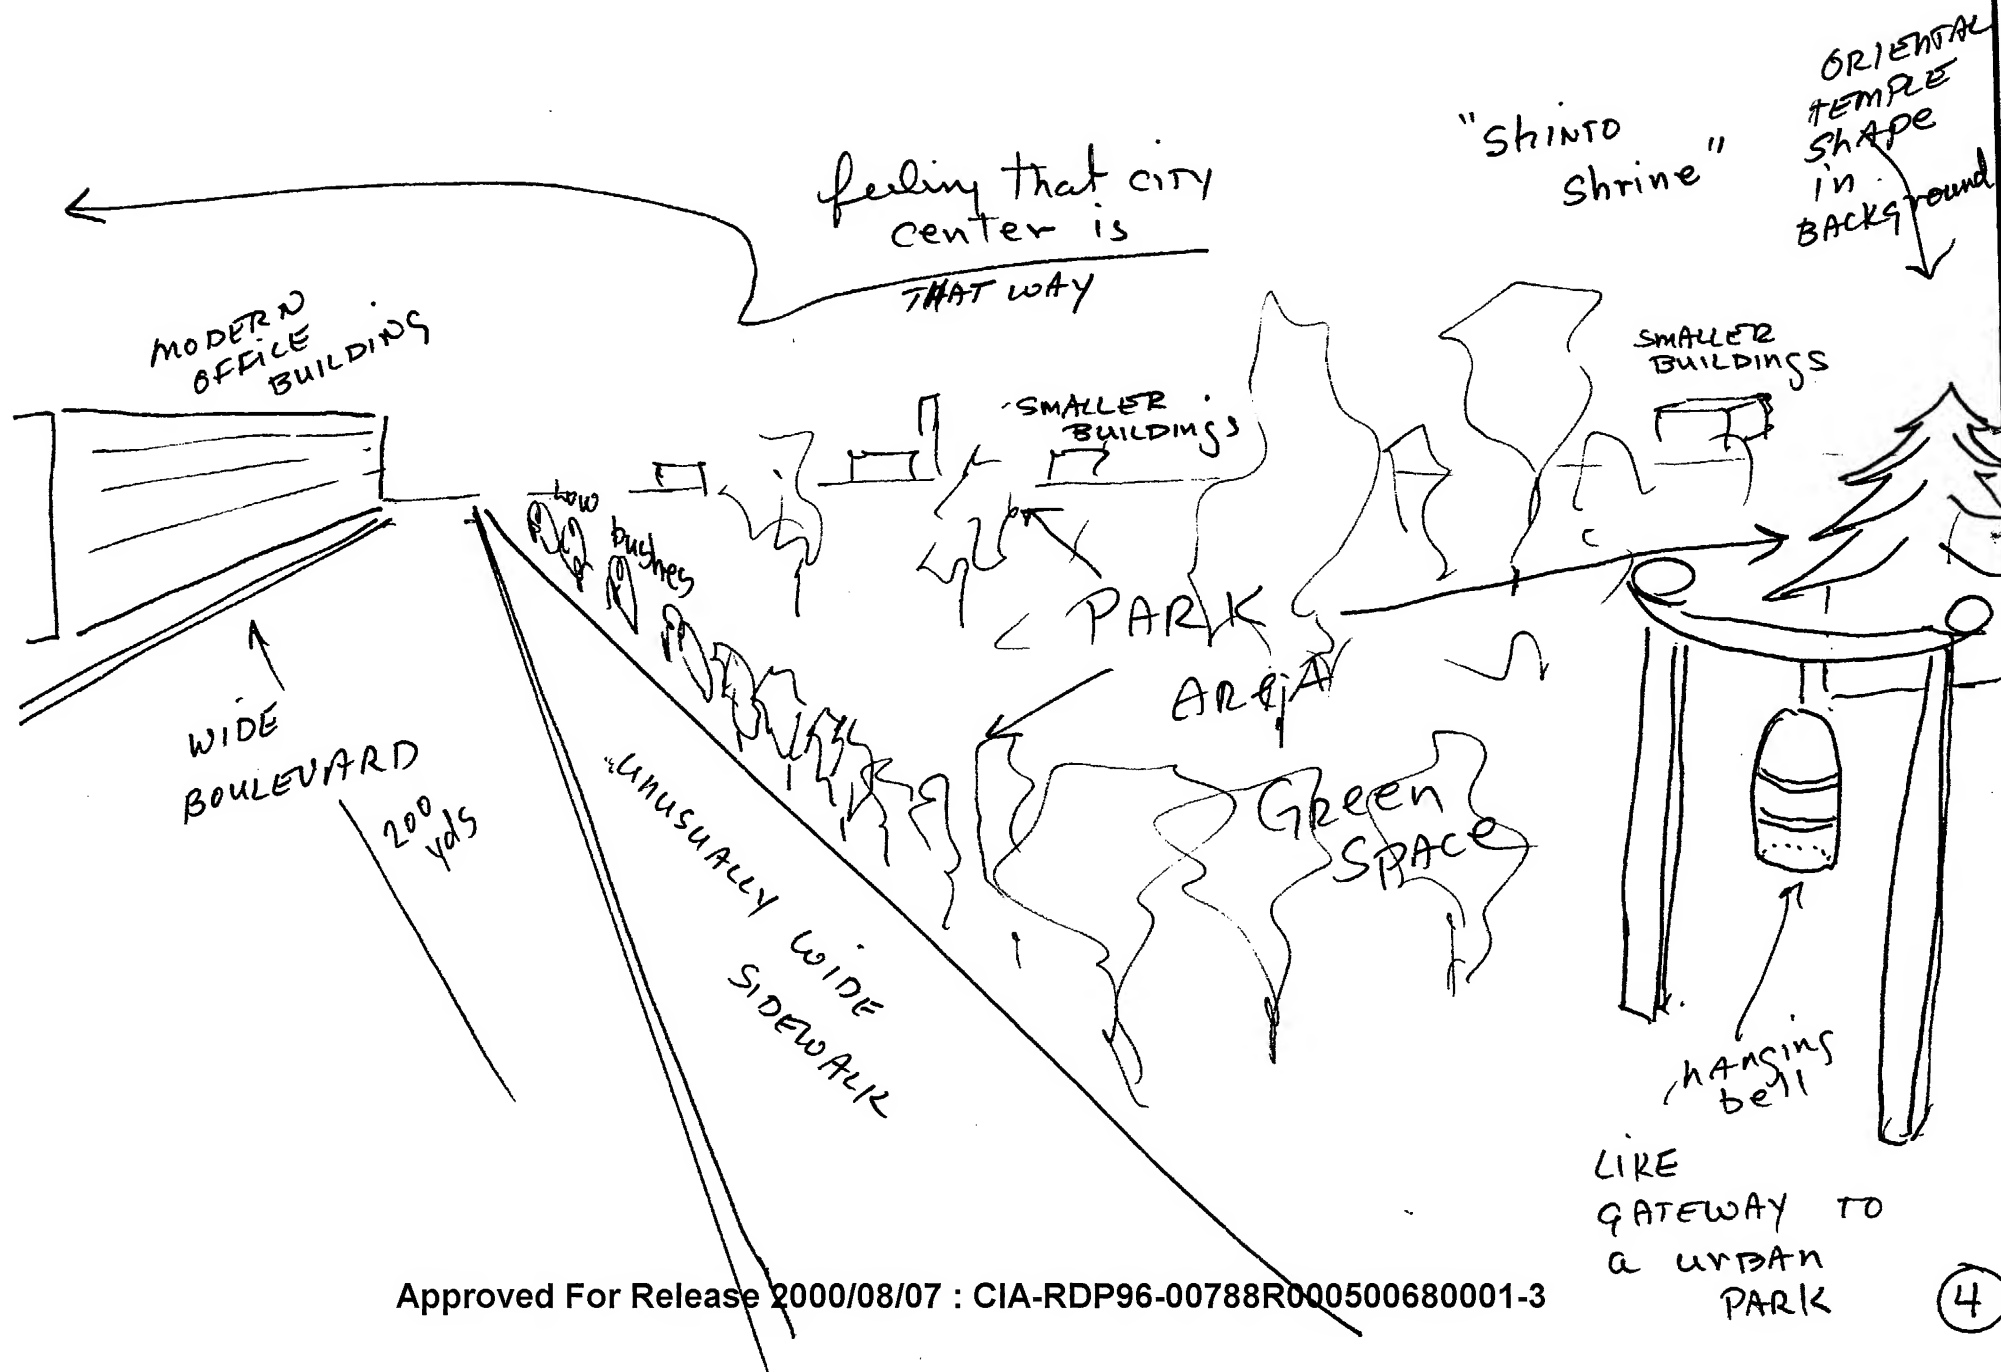 ORIENTAL
TEMPLE
ShAPe
in
BACKground
"ShINTO
Shrine"
feeling that CITY
center is
THAT WAY
MODERN
OFFICE
BUILDING
SMALLER
BUILDINgS
SMALLER
BUILDINgS
Low
bushes
PARK
AREA
WIDE
BOULEVARD
200
yds
UNUSUALLY WIDE
SIDEWALK
Green
SPACe
hANging
bell
LIKE
GATEWAY TO
a urBAN
PARK
Approved For Release 2000/08/07 : CIA-RDP96-00788R000500680001-3
4